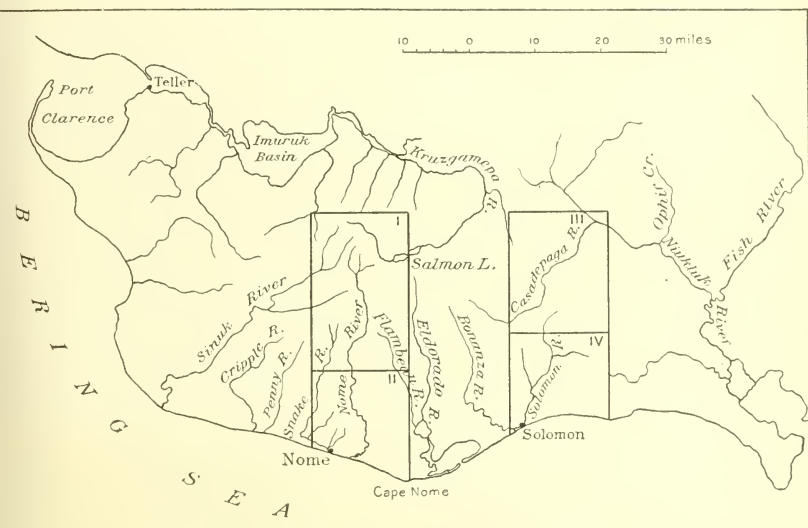 10 0 10 20 30 miles
Port
Clarence
Teller
Imuruk
Basin
Kruzgamepa
R.
Ophir Cr.
Niukluk
River
Fish River
I
III
Salmon L.
Casadepaga R.
BERING SEA
Sinuk River
Cripple R.
Penny R.
Snake R.
Nome River
Flambeau R.
Eldorado R.
Bonanza R.
Solomon R.
II
IV
Nome
Solomon
Cape Nome